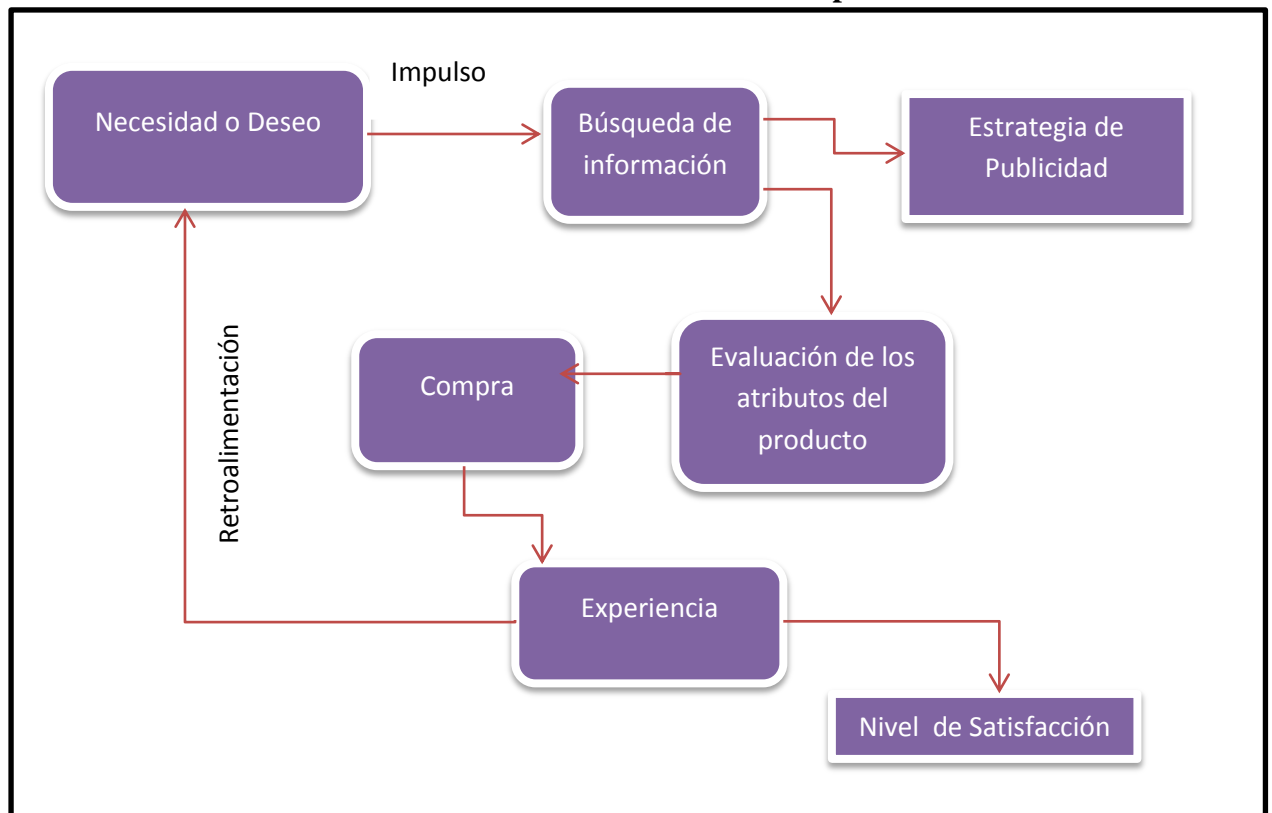 Impulso
Necesidad o Deseo
Búsqueda de
información
Estrategia de
Publicidad
Retroalimentación
Evaluación de los
atributos del
producto
Compra
Experiencia
Nivel de Satisfacción